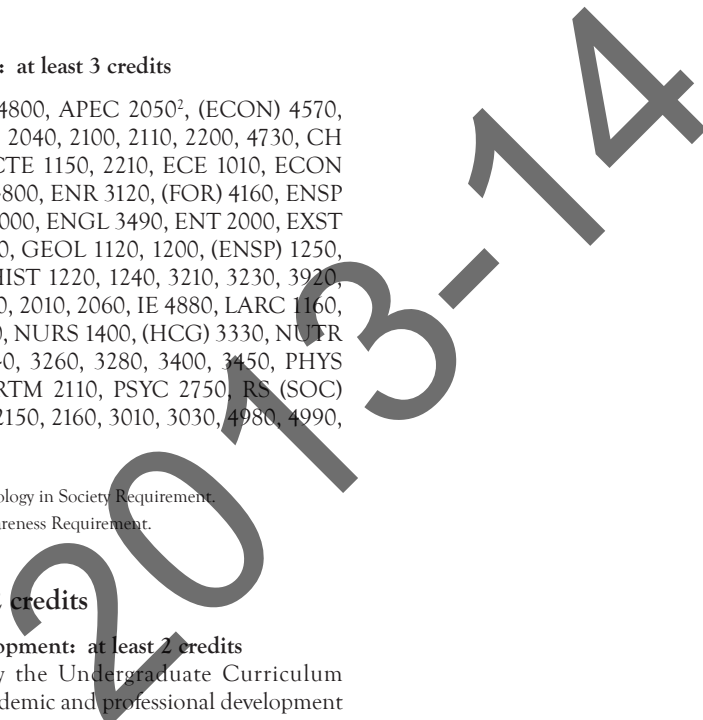 : at least 3 credits
4800, APEC 2050², (ECON) 4570,
2040, 2100, 2110, 2200, 4730, CH
CTE 1150, 2210, ECE 1010, ECON
800, ENR 3120, (FOR) 4160, ENSP
000, ENGL 3490, ENT 2000, EXST
0, GEOL 1120, 1200, (ENSP) 1250,
HIST 1220, 1240, 3210, 3230, 3920,
0, 2010, 2060, IE 4880, LARC 1160,
0, NURS 1400, (HCG) 3330, NUTR
0, 3260, 3280, 3400, 3450, PHYS
RTM 2110, PSYC 2750, RS (SOC)
2150, 2160, 3010, 3030, 4980, 4990,
ology in Society Requirement.
areness Requirement.
credits
opment: at least 2 credits
y the Undergraduate Curriculum
demic and professional development
2013-14